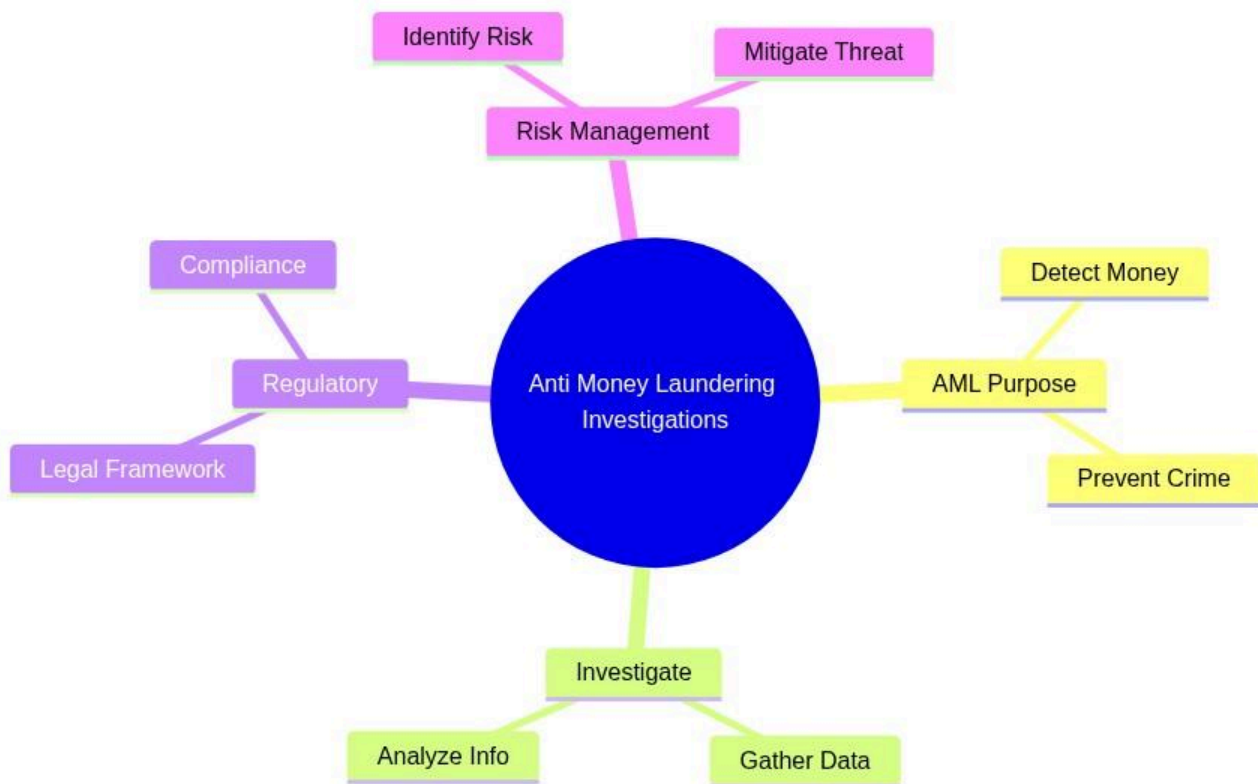 Identify Risk
Mitigate Threat
Risk Management
Compliance
Detect Money
Regulatory
Anti Money Laundering
Investigations
AML Purpose
Legal Framework
Prevent Crime
Investigate
Analyze Info
Gather Data